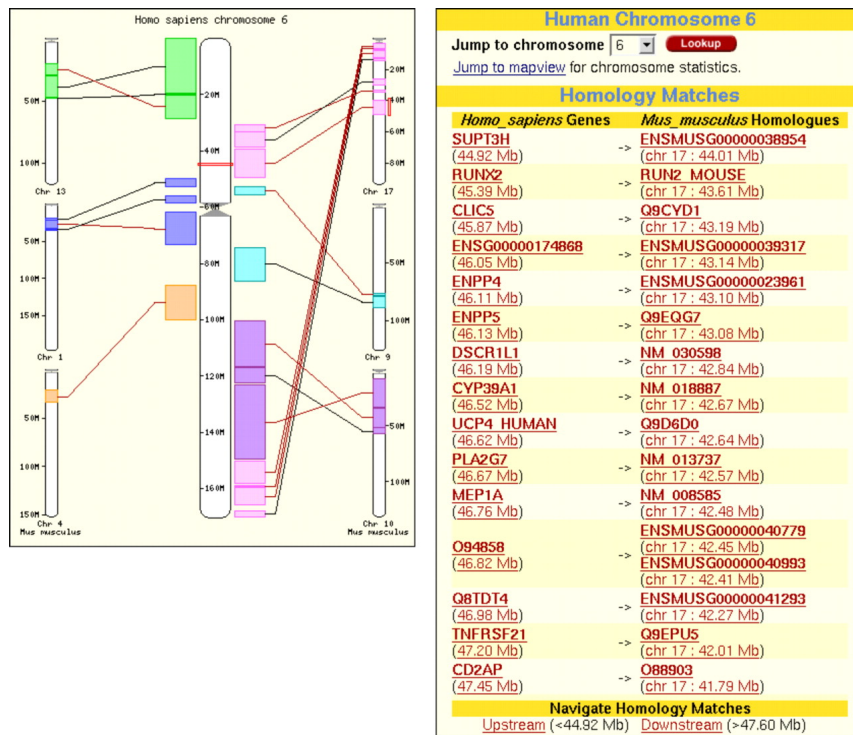 Homo sapiens chromosome 6
50M
100M
Chr 13
50M
100M
150M
Chr 1
50M
100M
150M
Chr 4
Mus musculus
20M
40M
60M
80M
100M
120M
140M
160M
20M
40M
60M
80M
Chr 17
50M
100M
Chr 9
50M
100M
Chr 10
Mus musculus
Human Chromosome 6
Jump to chromosome 6 Lookup
Jump to mapview for chromosome statistics.
Homology Matches
Homo_sapiens Genes Mus_musculus Homologues
SUPT3H -> ENSMUSG00000038954
(44.92 Mb) (chr 17 : 44.01 Mb)
RUNX2 -> RUN2_MOUSE
(45.39 Mb) (chr 17 : 43.61 Mb)
CLIC5 -> Q9CYD1
(45.87 Mb) (chr 17 : 43.19 Mb)
ENSG00000174868 -> ENSMUSG00000039317
(46.05 Mb) (chr 17 : 43.14 Mb)
ENPP4 -> ENSMUSG00000023961
(46.11 Mb) (chr 17 : 43.10 Mb)
ENPP5 -> Q9EQG7
(46.13 Mb) (chr 17 : 43.08 Mb)
DSCR1L1 -> NM_030598
(46.19 Mb) (chr 17 : 42.84 Mb)
CYP39A1 -> NM_018887
(46.52 Mb) (chr 17 : 42.67 Mb)
UCP4_HUMAN -> Q9D6D0
(46.62 Mb) (chr 17 : 42.64 Mb)
PLA2G7 -> NM_013737
(46.67 Mb) (chr 17 : 42.57 Mb)
MEP1A -> NM_008585
(46.76 Mb) (chr 17 : 42.48 Mb)
O94858 -> ENSMUSG00000040779
(46.82 Mb) (chr 17 : 42.45 Mb)
ENSMUSG00000040993
(chr 17 : 42.41 Mb)
Q8TDT4 -> ENSMUSG00000041293
(46.98 Mb) (chr 17 : 42.27 Mb)
TNFRSF21 -> Q9EPU5
(47.20 Mb) (chr 17 : 42.01 Mb)
CD2AP -> O88903
(47.45 Mb) (chr 17 : 41.79 Mb)
Navigate Homology Matches
Upstream (<44.92 Mb) Downstream (>47.60 Mb)